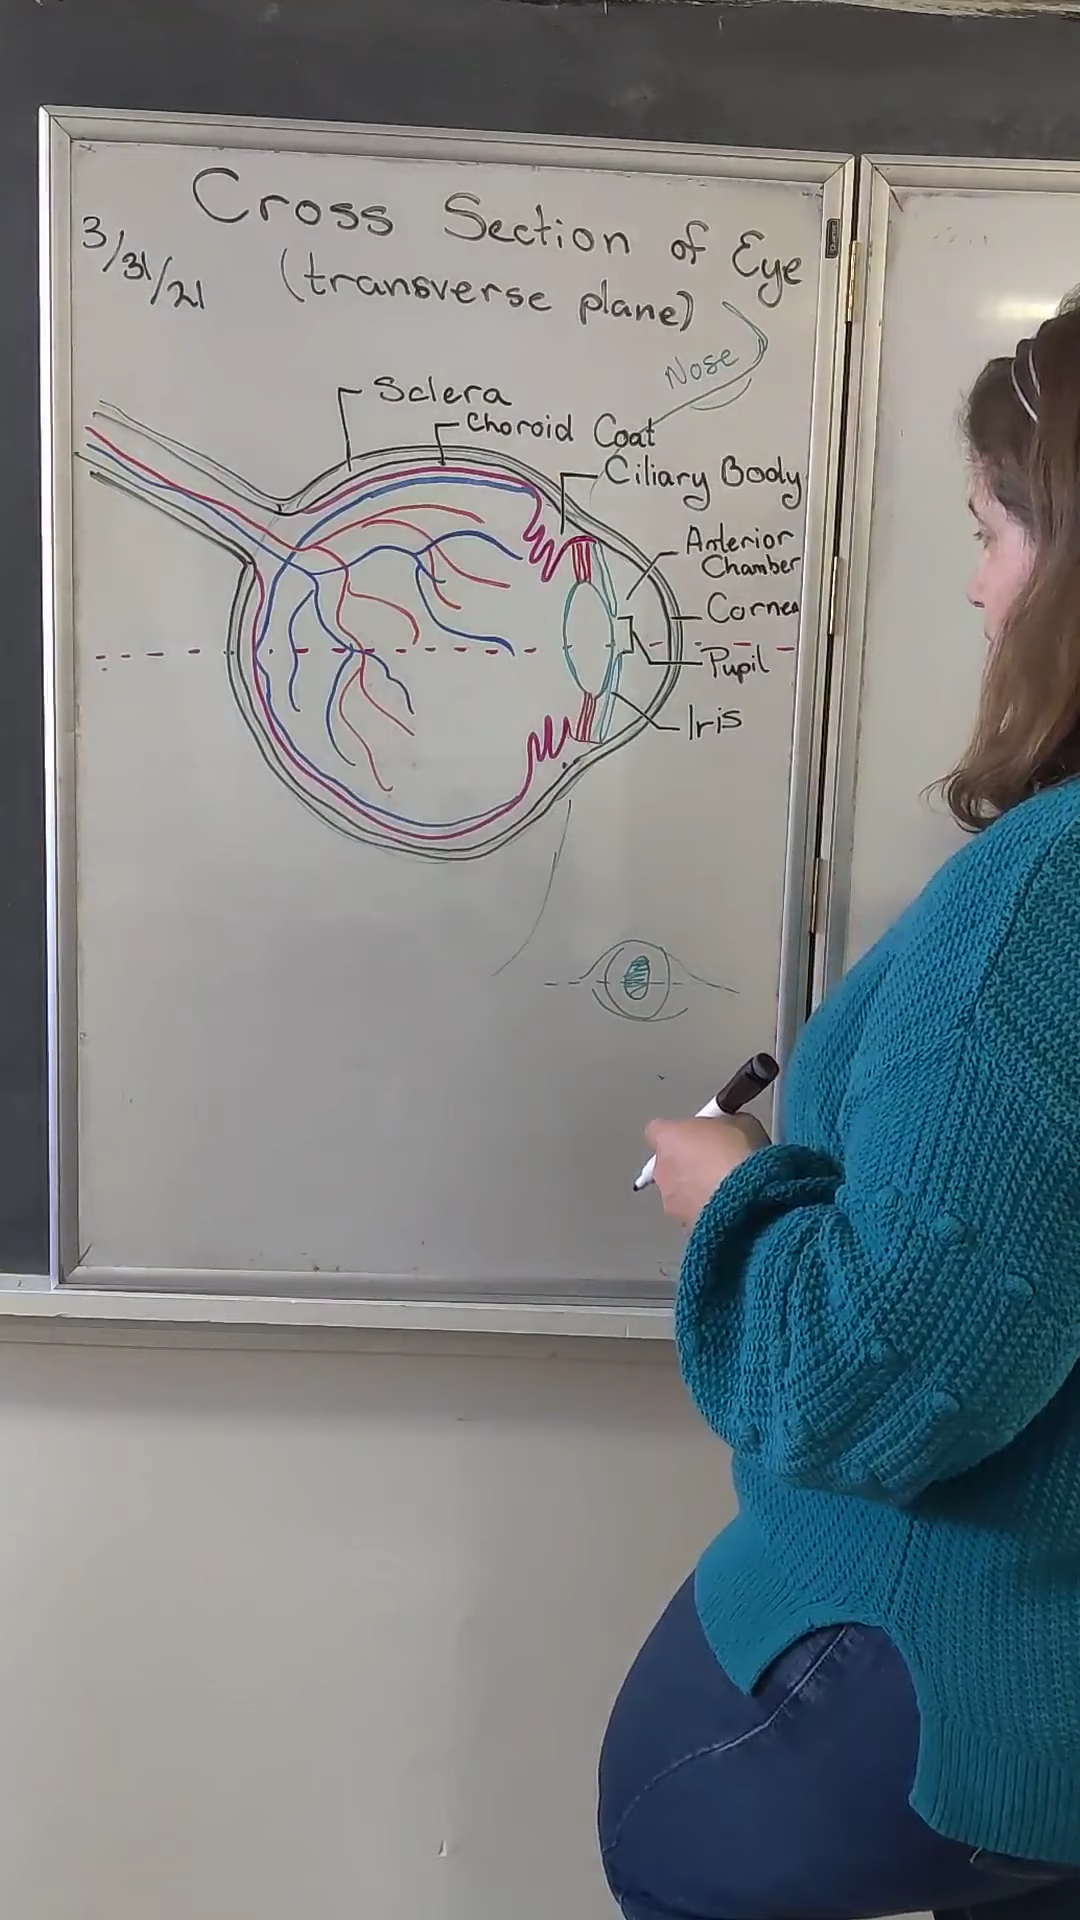 Cross Section of Eye
3/31/21
(transverse plane)
Nose
Sclera
Choroid Coat
Ciliary Body
Anterior
Chamber
Cornea
Pupil
Iris